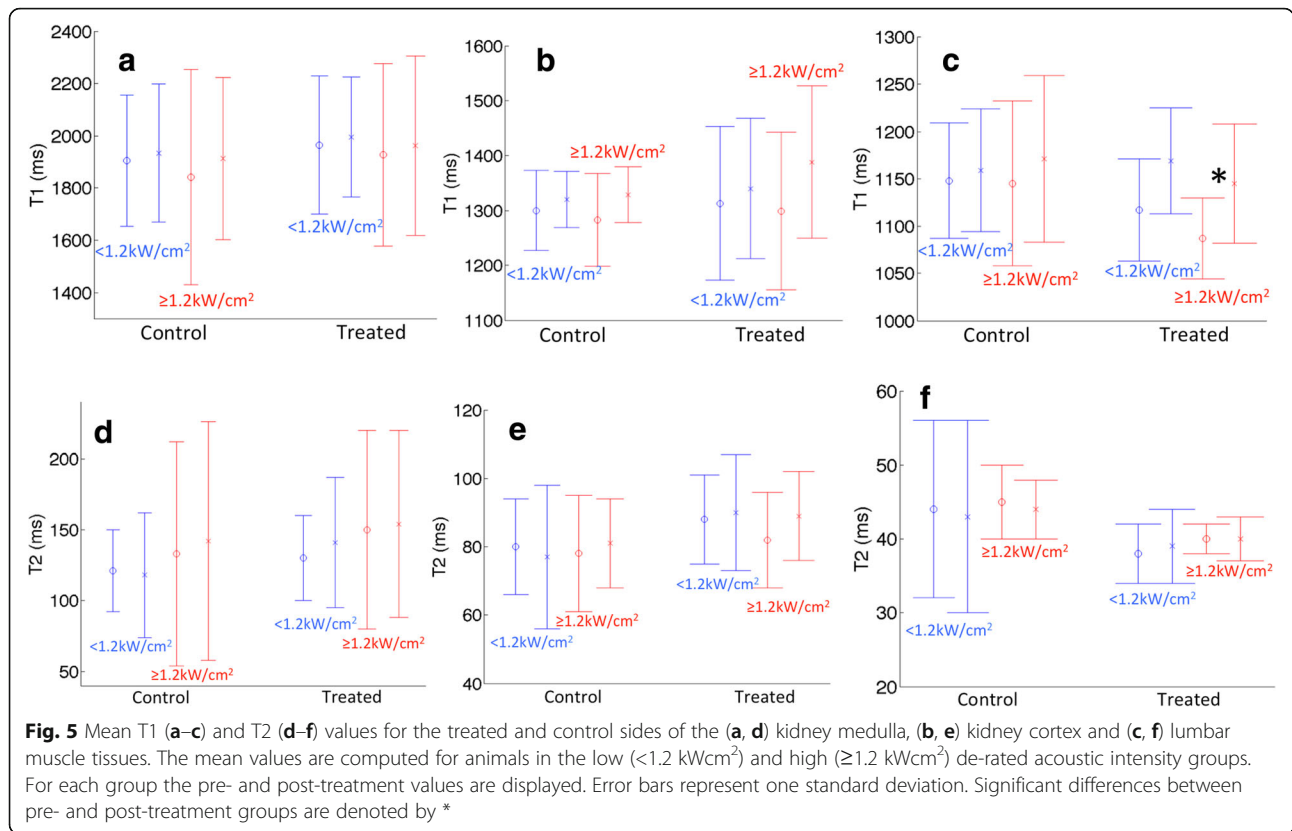 a
2400
2200
2000
1800
1600
1400
T1 (ms)
<1.2kW/cm²
≥1.2kW/cm²
<1.2kW/cm²
≥1.2kW/cm²
Control
Treated
b
1600
1500
1400
1300
1200
1100
T1 (ms)
<1.2kW/cm²
≥1.2kW/cm²
<1.2kW/cm²
≥1.2kW/cm²
Control
Treated
c
1300
1250
1200
1150
1100
1050
1000
T1 (ms)
<1.2kW/cm²
≥1.2kW/cm²
<1.2kW/cm²
≥1.2kW/cm²
*
Control
Treated
d
200
150
100
50
T2 (ms)
<1.2kW/cm²
≥1.2kW/cm²
<1.2kW/cm²
≥1.2kW/cm²
Control
Treated
e
120
100
80
60
40
T2 (ms)
<1.2kW/cm²
≥1.2kW/cm²
<1.2kW/cm²
≥1.2kW/cm²
Control
Treated
f
60
50
40
30
20
T2 (ms)
<1.2kW/cm²
≥1.2kW/cm²
<1.2kW/cm²
≥1.2kW/cm²
Control
Treated
Fig. 5 Mean T1 (a–c) and T2 (d–f) values for the treated and control sides of the (a, d) kidney medulla, (b, e) kidney cortex and (c, f) lumbar
muscle tissues. The mean values are computed for animals in the low (<1.2 kWcm²) and high (≥1.2 kWcm²) de-rated acoustic intensity groups.
For each group the pre- and post-treatment values are displayed. Error bars represent one standard deviation. Significant differences between
pre- and post-treatment groups are denoted by *